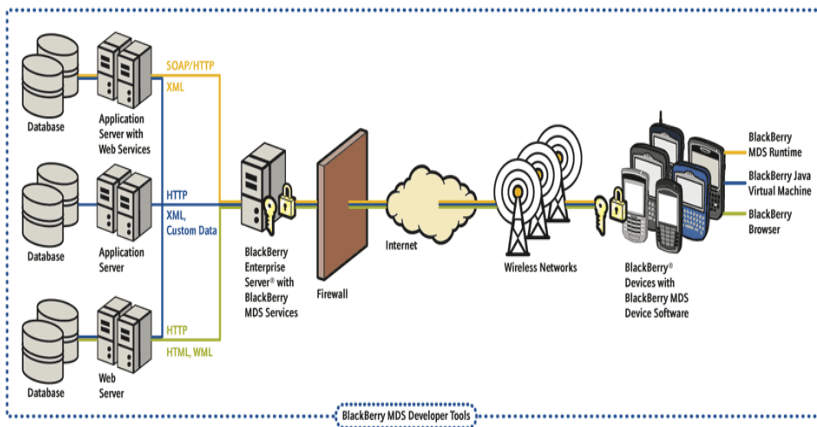 SOAP/HTTP
XML
Database
Application
Server with
Web Services
HTTP
XML,
Custom Data
Database
Application
Server
HTTP
HTML, WML
Database
Web
Server
BlackBerry
Enterprise
Server® with
BlackBerry
MDS Services
Firewall
Internet
Wireless Networks
BlackBerry®
Devices with
BlackBerry MDS
Device Software
BlackBerry
MDS Runtime
BlackBerry Java
Virtual Machine
BlackBerry
Browser
BlackBerry MDS Developer Tools